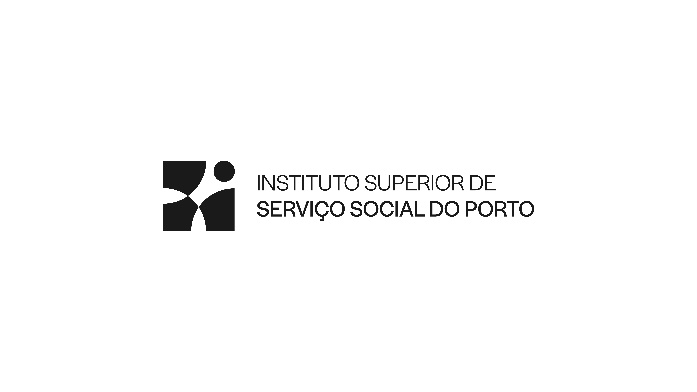 INSTITUTO SUPERIOR DE
SERVIÇO SOCIAL DO PORTO